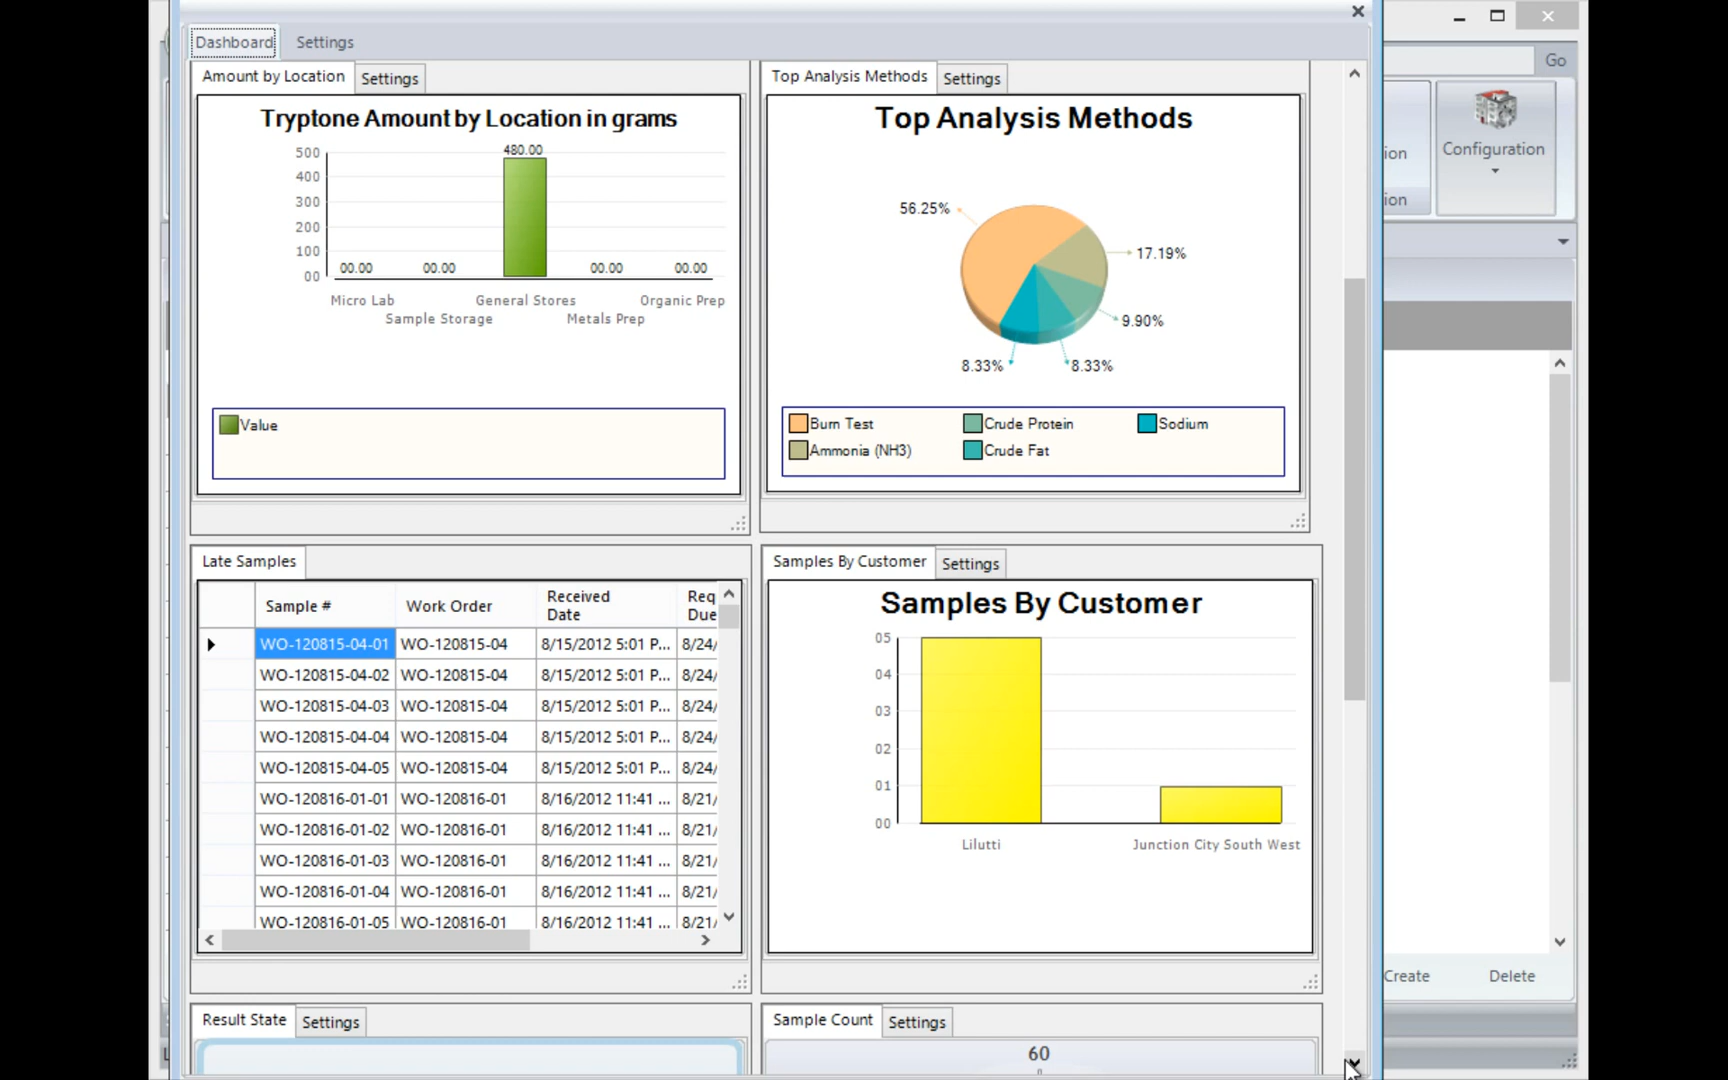 Dashboard Settings
Go
Amount by Location Settings
Top Analysis Methods Settings
Configuration
ion
ion
Tryptone Amount by Location in grams
500
400
300
200
100
00
480.00
00.00 00.00 00.00 00.00
Micro Lab General Stores Organic Prep
Sample Storage Metals Prep
Value
Top Analysis Methods
56.25%
17.19%
9.90%
8.33% 8.33%
Burn Test Crude Protein Sodium
Ammonia (NH3) Crude Fat
Late Samples
Sample # Work Order Received Date Req Due
WO-120815-04-01 WO-120815-04 8/15/2012 5:01 P... 8/24/
WO-120815-04-02 WO-120815-04 8/15/2012 5:01 P... 8/24/
WO-120815-04-03 WO-120815-04 8/15/2012 5:01 P... 8/24/
WO-120815-04-04 WO-120815-04 8/15/2012 5:01 P... 8/24/
WO-120815-04-05 WO-120815-04 8/15/2012 5:01 P... 8/24/
WO-120816-01-01 WO-120816-01 8/16/2012 11:41 ... 8/21/
WO-120816-01-02 WO-120816-01 8/16/2012 11:41 ... 8/21/
WO-120816-01-03 WO-120816-01 8/16/2012 11:41 ... 8/21/
WO-120816-01-04 WO-120816-01 8/16/2012 11:41 ... 8/21/
WO-120816-01-05 WO-120816-01 8/16/2012 11:41 ... 8/21/
Samples By Customer Settings
Samples By Customer
05
04
03
02
01
00
Lilutti Junction City South West
Create Delete
Result State Settings
Sample Count Settings
60